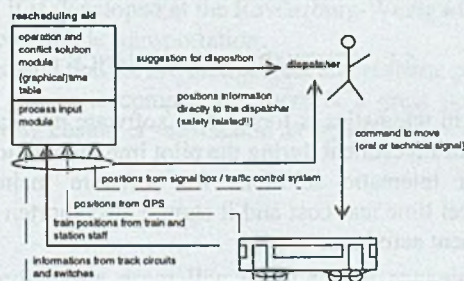 rescheduling aid
operation and
conflict solution
module
(graphical)time
table
process input
module
suggestion for disposition
dispatcher
positions information
directly to the dispatcher
(safety related!!)
command to move
(oral or technical signal)
positions from signal box / traffic control system
positions from GPS
train positions from train and
station staff
informations from track circuits
and switches